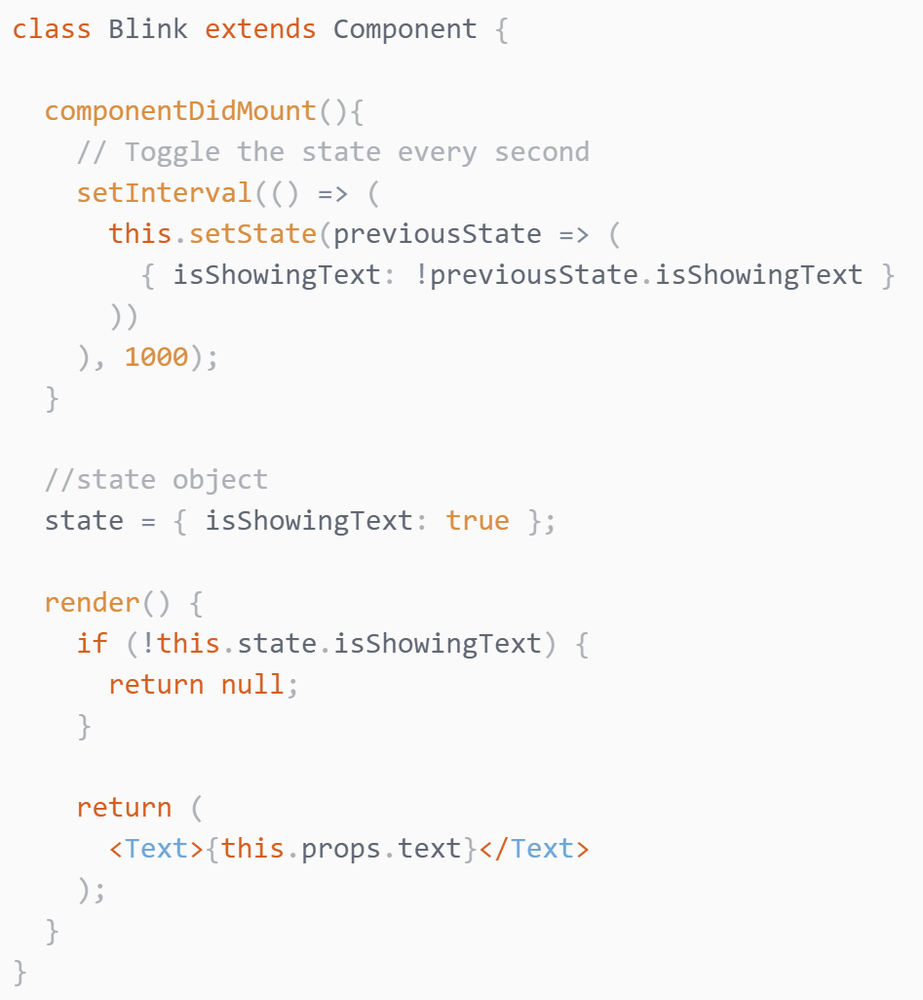 class Blink extends Component {
componentDidMount(){
// Toggle the state every second
setInterval(() => (
this.setState(previousState => (
{ isShowingText: !previousState.isShowingText }
))
), 1000);
}
//state object
state = { isShowingText: true };
render() {
if (!this.state.isShowingText) {
return null;
}
return (
<Text>{this.props.text}</Text>
);
}
}